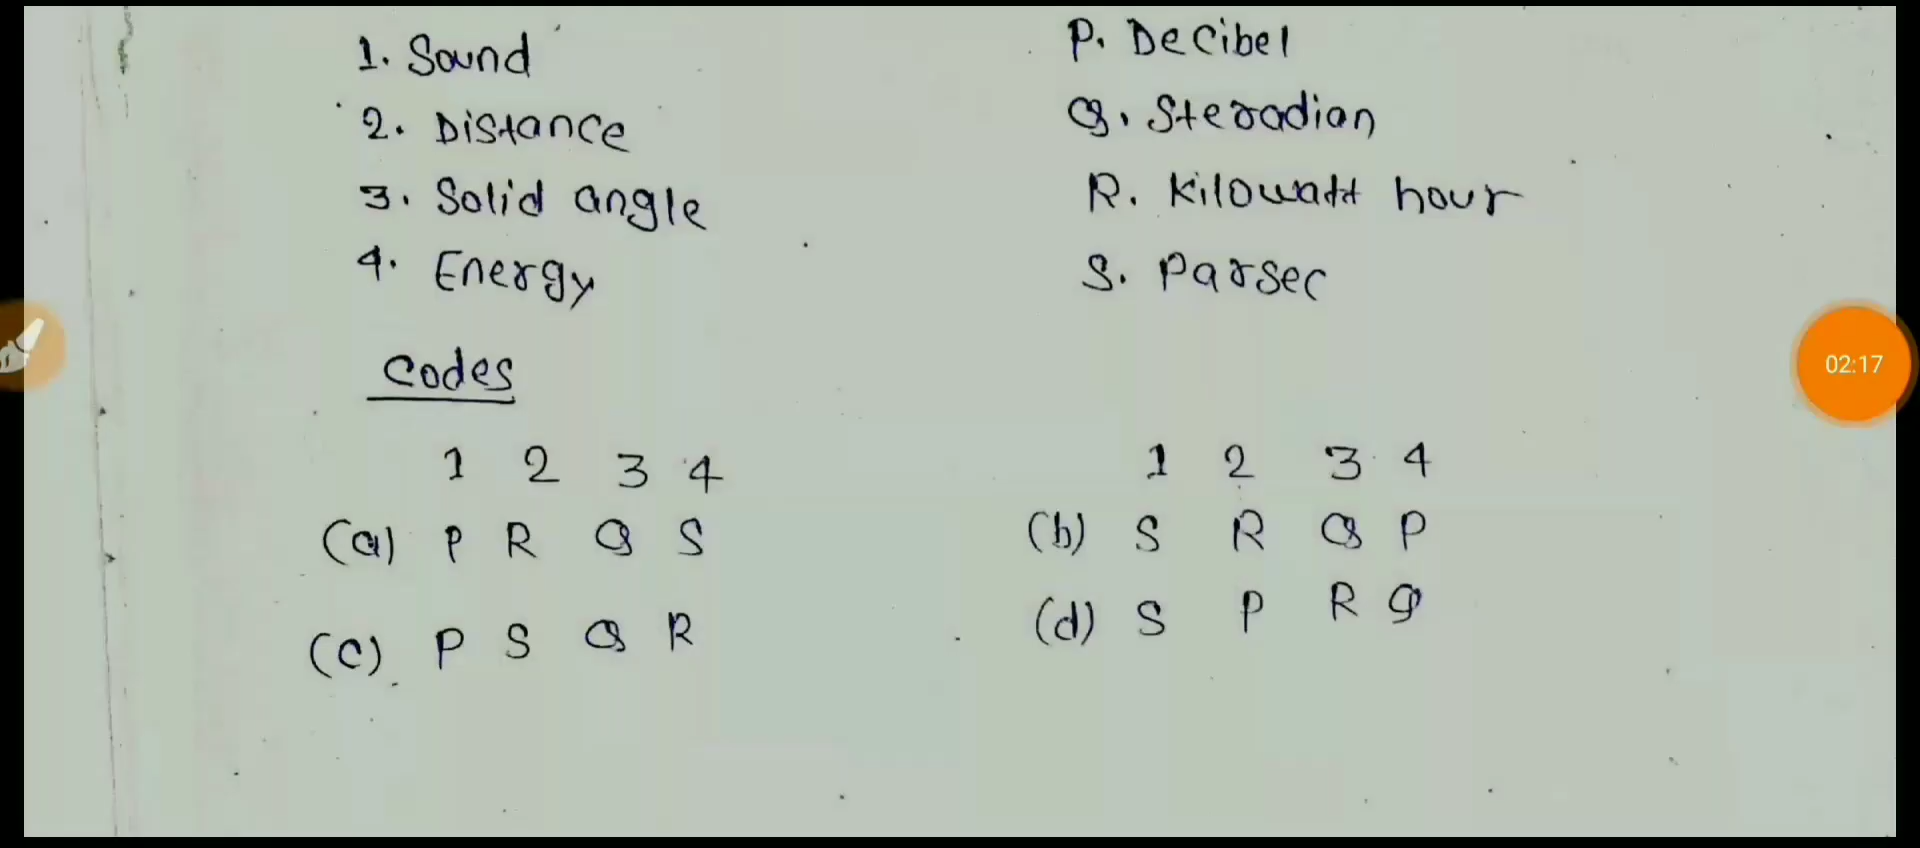 1. Sound P. Decibel
2. Distance Q. Steradian
3. Solid angle R. Kilowatt hour
4. Energy S. Parsec
Codes
02:17
1 2 3 4 1 2 3 4
(a) P R Q S (b) S R Q P
(c) P S Q R (d) S P R Q